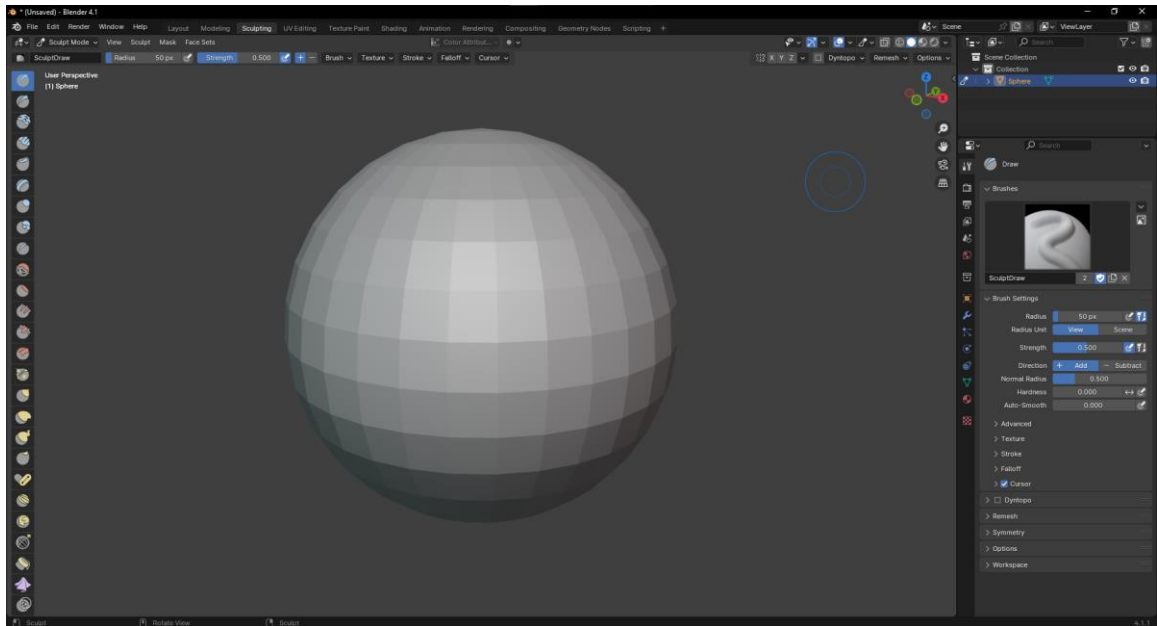 * (Unsaved) - Blender 4.1
File Edit Render Window Help Layout Modeling Sculpting UV Editing Texture Paint Shading Animation Rendering Compositing Geometry Nodes Scripting + Scene ViewLayer
Sculpt Mode View Sculpt Mask Face Sets Color Attribut... Search
SculptDraw Radius 50 px Strength 0.500 + − Brush Texture Stroke Falloff Cursor X Y Z Dyntopo Remesh Options
Scene Collection
Collection
Sphere
User Perspective
(1) Sphere
Search
Draw
Brushes
SculptDraw 2
Brush Settings
Radius 50 px
Radius Unit View Scene
Strength 0.500
Direction + Add − Subtract
Normal Radius 0.500
Hardness 0.000
Auto-Smooth 0.000
Advanced
Texture
Stroke
Falloff
Cursor
Dyntopo
Remesh
Symmetry
Options
Workspace
Sculpt Rotate View Sculpt 4.1.1